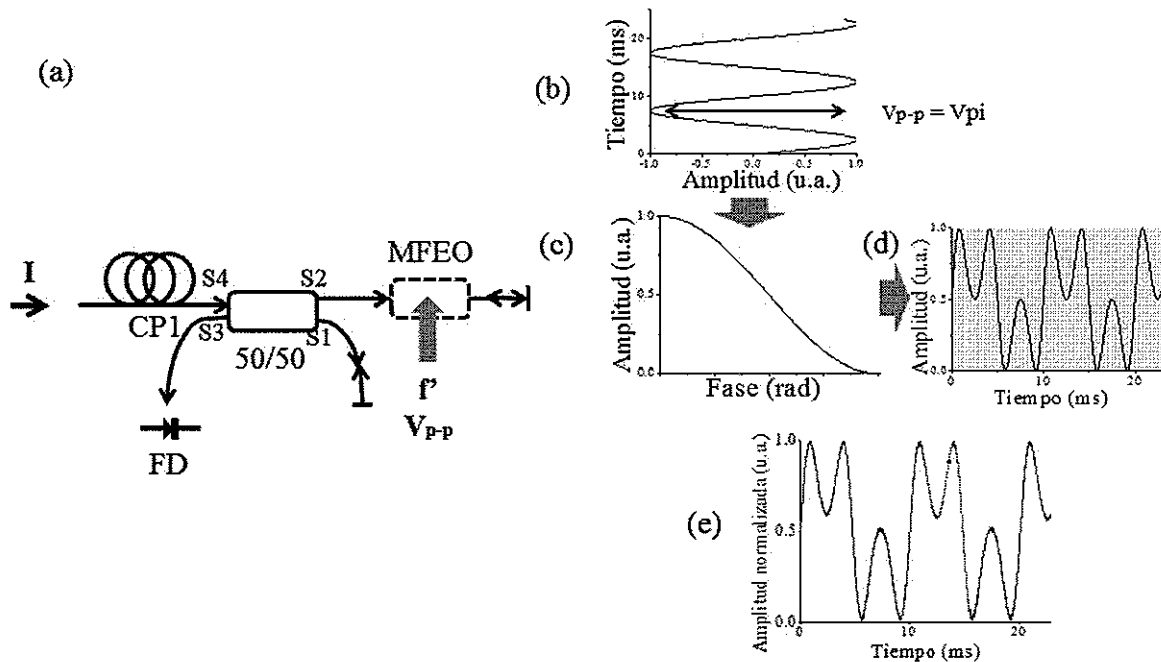 (a)
I
CP1
S4
S3
S2
S1
50/50
FD
MFEO
f'
Vp-p
(b)
Tiempo (ms)
20
10
0
-1.0
-0.5
0.0
0.5
1.0
Amplitud (u.a.)
Vp-p = Vpi
(c)
Amplitud (u.a.)
1.0
0.5
0.0
Fase (rad)
(d)
Amplitud (u.a.)
1.0
0.5
0.0
0
10
20
Tiempo (ms)
(e)
Amplitud normalizada (u.a.)
1.0
0.5
0.0
0
10
20
Tiempo (ms)